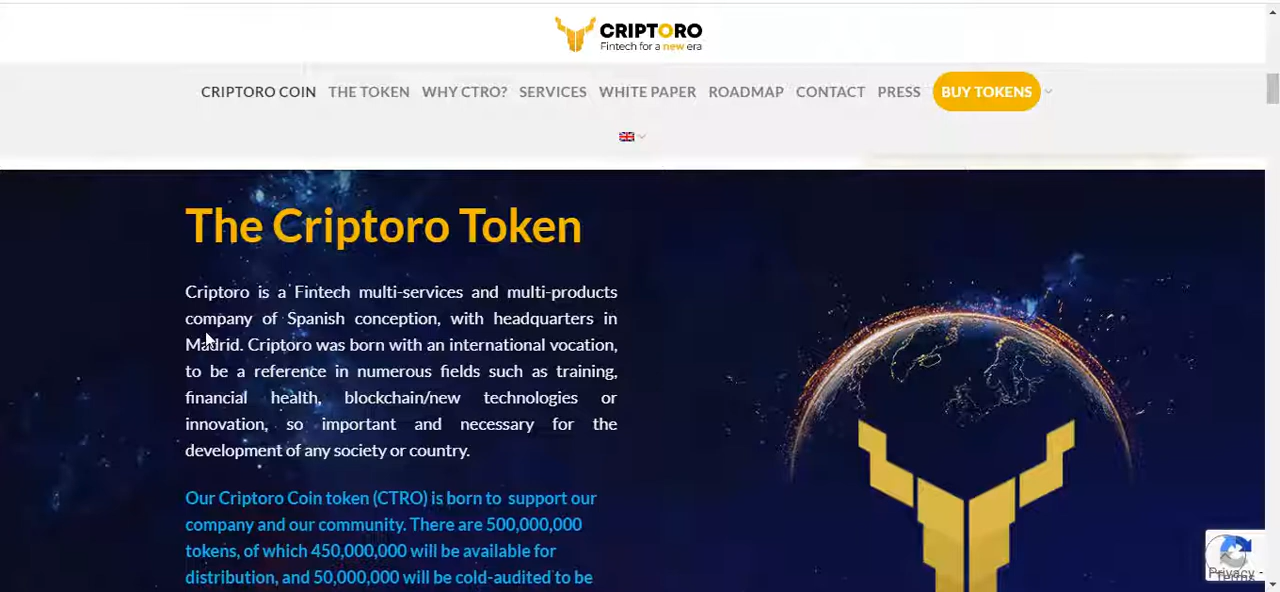 CRIPTORO
Fintech for a new era
CRIPTORO COIN THE TOKEN WHY CTRO? SERVICES WHITE PAPER ROADMAP CONTACT PRESS BUY TOKENS
The Criptoro Token
Criptoro is a Fintech multi-services and multi-products
company of Spanish conception, with headquarters in
Madrid. Criptoro was born with an international vocation,
to be a reference in numerous fields such as training,
financial health, blockchain/new technologies or
innovation, so important and necessary for the
development of any society or country.
Our Criptoro Coin token (CTRO) is born to support our
company and our community. There are 500,000,000
tokens, of which 450,000,000 will be available for
distribution, and 50,000,000 will be cold-audited to be
Privacy -
Terms